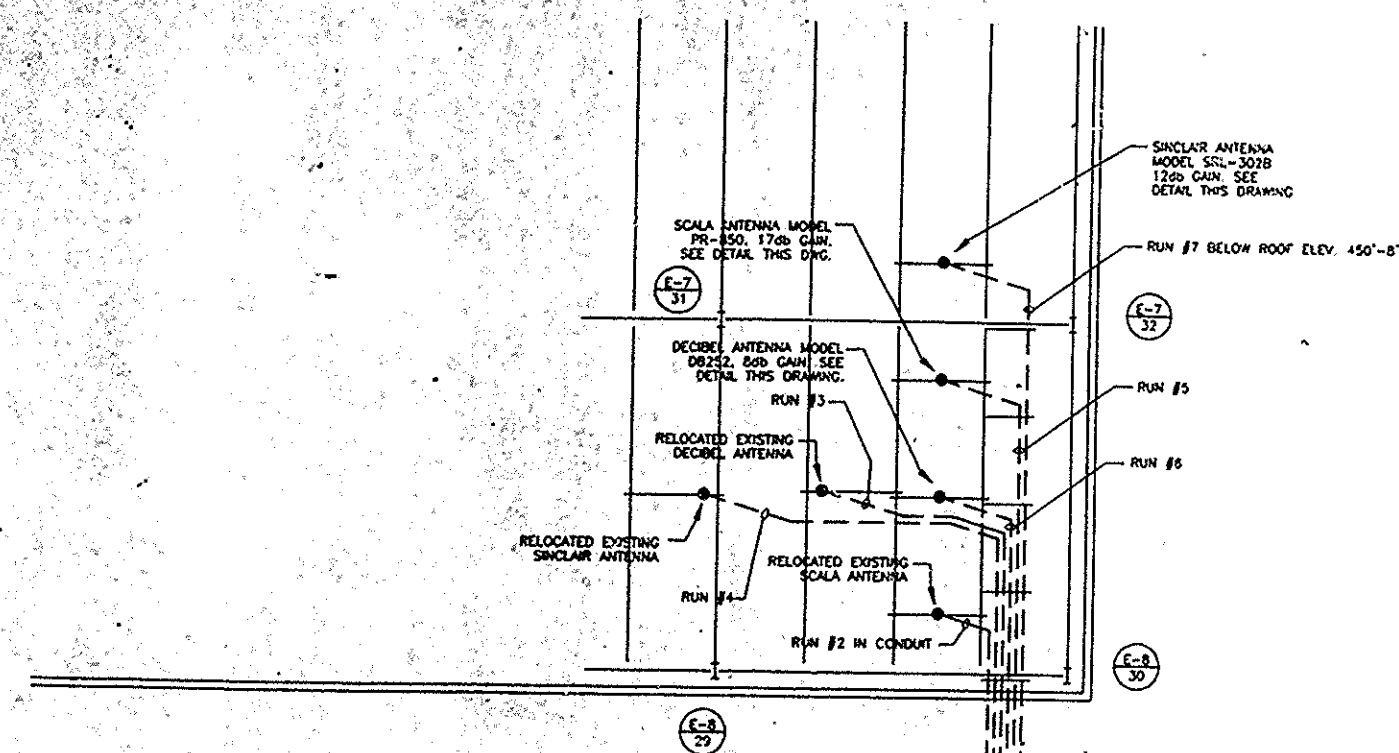 SINCLAIR ANTENNA
MODEL SRL-302B
12db GAIN. SEE
DETAIL THIS DRAWING
SCALA ANTENNA MODEL
PR-850, 17db GAIN.
SEE DETAIL THIS DWG.
RUN #7 BELOW ROOF ELEV. 450'-8"
E-7
31
E-7
32
DECIBEL ANTENNA MODEL
DB252, 8db GAIN. SEE
DETAIL THIS DRAWING.
RUN #3
RUN #5
RELOCATED EXISTING
DECIBEL ANTENNA
RUN #6
RELOCATED EXISTING
SINCLAIR ANTENNA
RELOCATED EXISTING
SCALA ANTENNA
RUN #4
RUN #2 IN CONDUIT
E-8
30
E-8
29